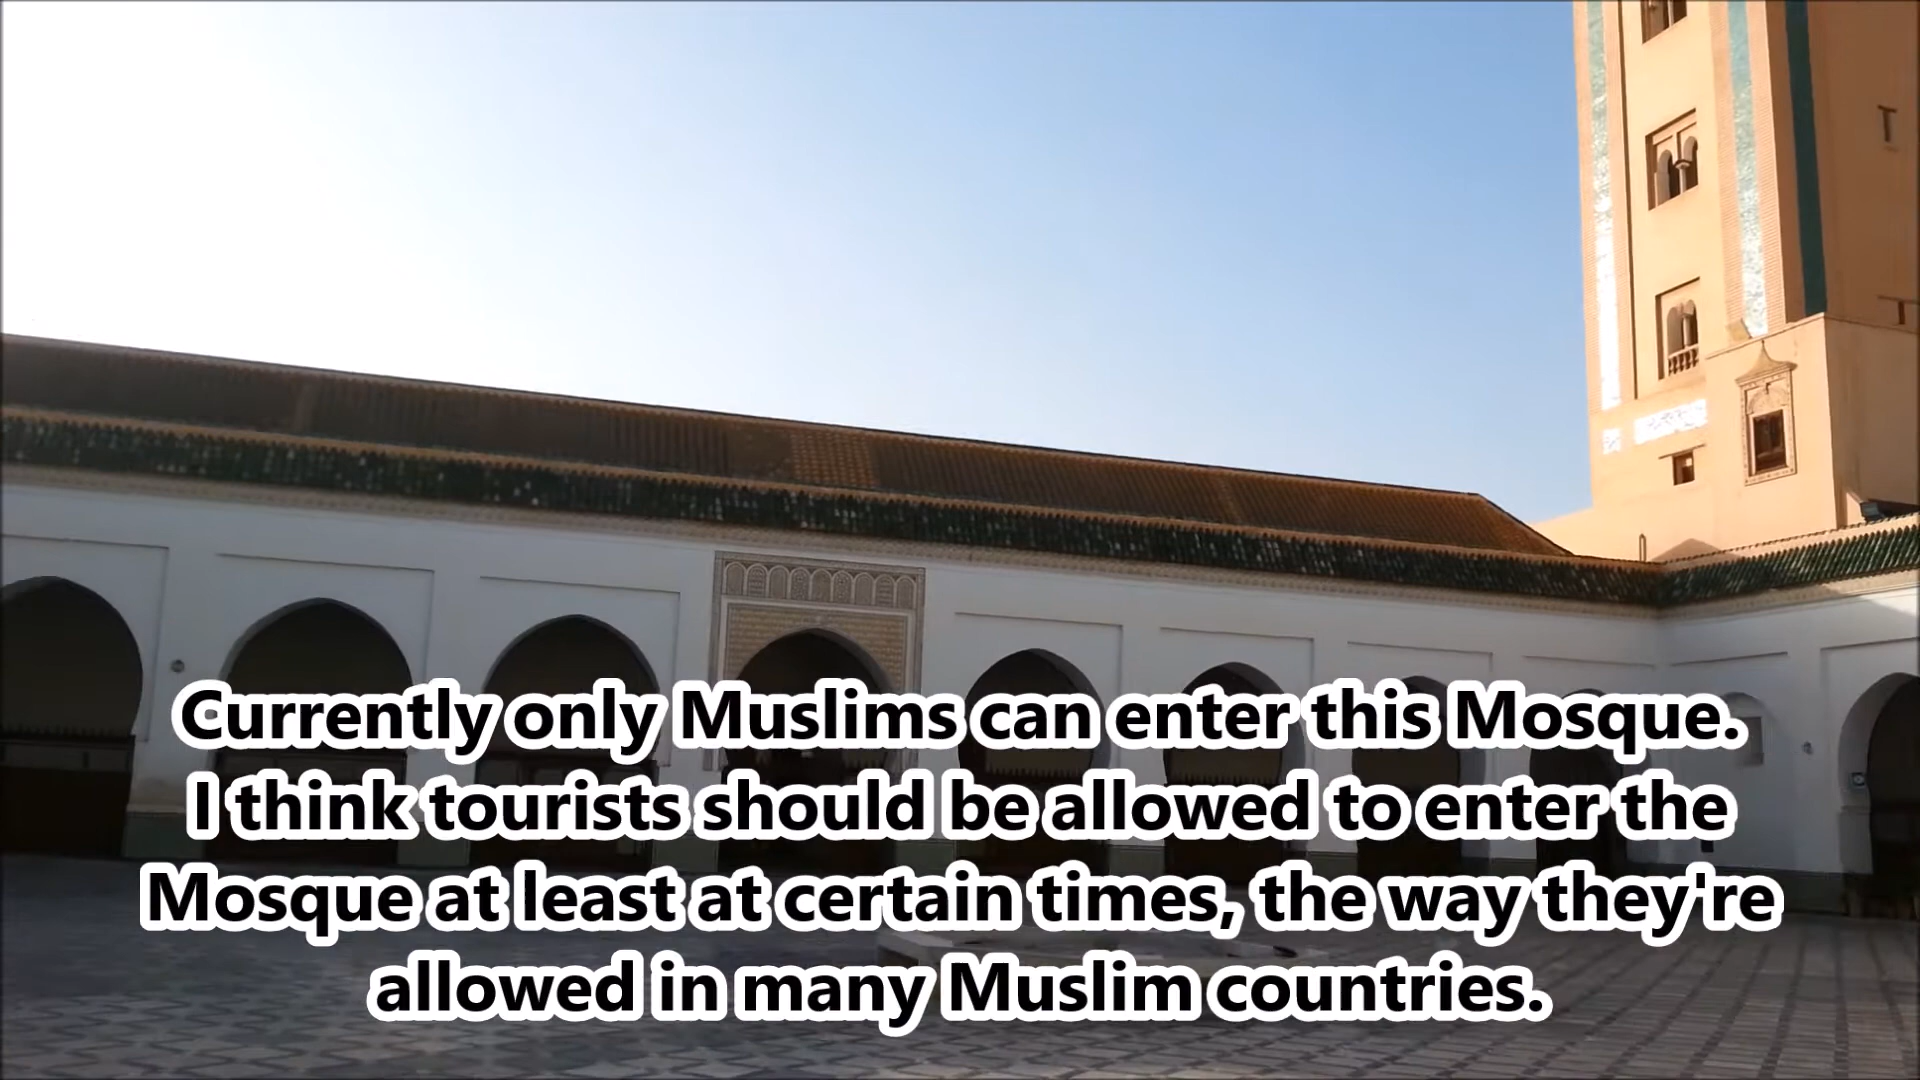 Currently only Muslims can enter this Mosque.
I think tourists should be allowed to enter the
Mosque at least at certain times, the way they're
allowed in many Muslim countries.